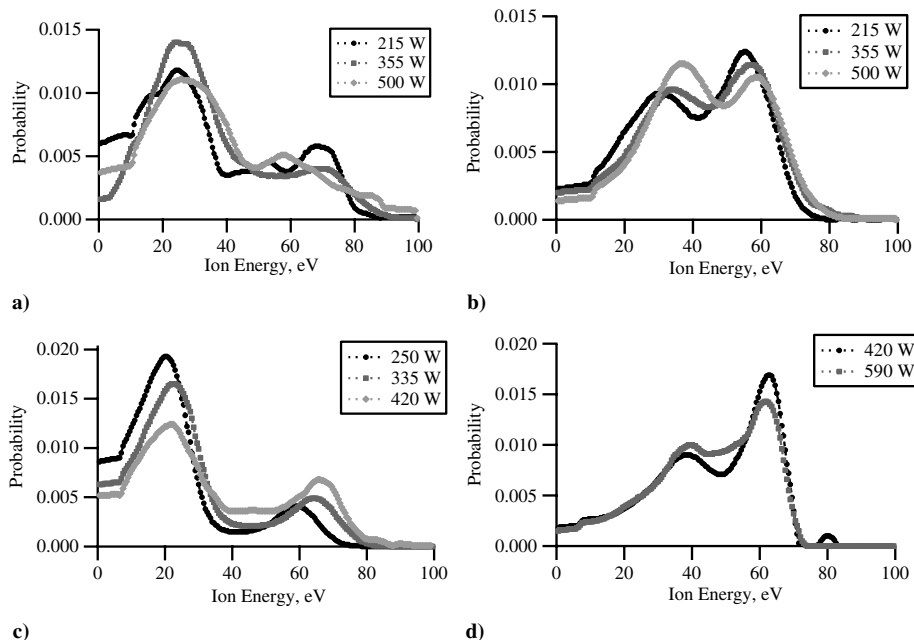 0.015
0.010
0.005
0.000
Probability
0 20 40 60 80 100
Ion Energy, eV
215 W
355 W
500 W
a)
0.015
0.010
0.005
0.000
Probability
0 20 40 60 80 100
Ion Energy, eV
215 W
355 W
500 W
b)
0.020
0.015
0.010
0.005
0.000
Probability
0 20 40 60 80 100
Ion Energy, eV
250 W
335 W
420 W
c)
0.020
0.015
0.010
0.005
0.000
Probability
0 20 40 60 80 100
Ion Energy, eV
420 W
590 W
d)